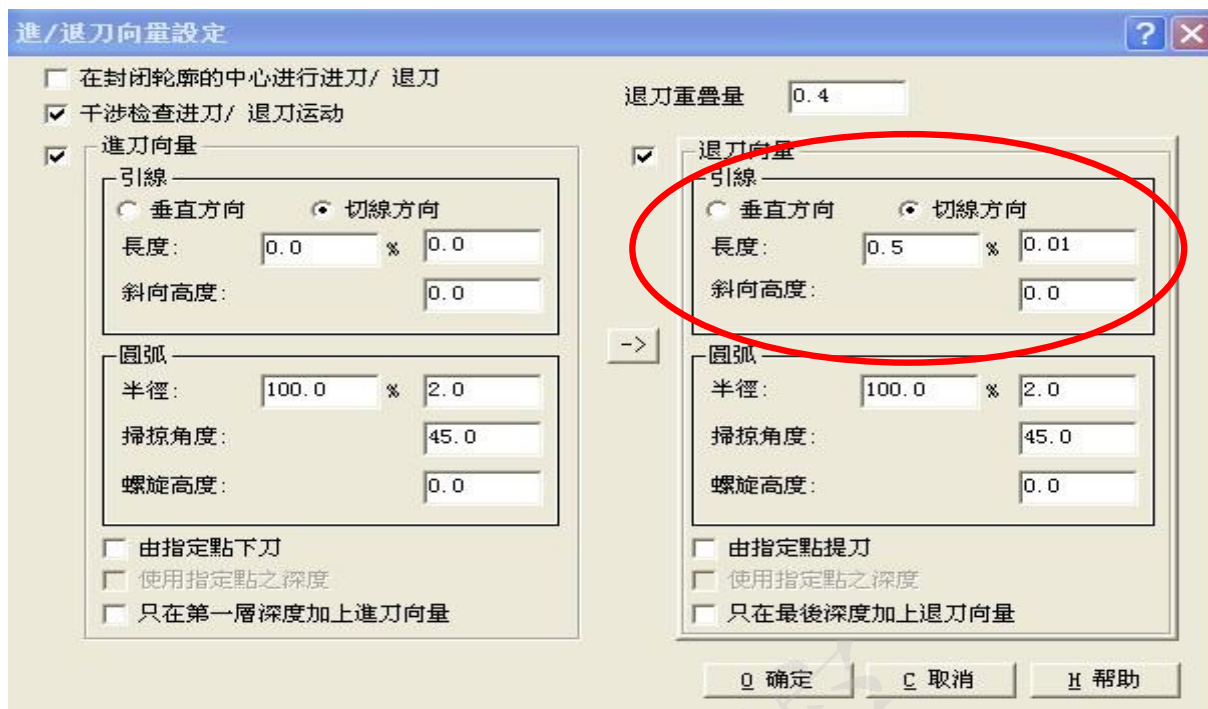 進/退刀向量設定
在封闭轮廓的中心进行进刀/ 退刀
干涉检查进刀/ 退刀运动
退刀重疊量 0.4
進刀向量
引線
垂直方向 切線方向
長度: 0.0 % 0.0
斜向高度: 0.0
圓弧
半徑: 100.0 % 2.0
掃掠角度: 45.0
螺旋高度: 0.0
由指定點下刀
使用指定點之深度
只在第一層深度加上進刀向量
->
退刀向量
引線
垂直方向 切線方向
長度: 0.5 % 0.01
斜向高度: 0.0
圓弧
半徑: 100.0 % 2.0
掃掠角度: 45.0
螺旋高度: 0.0
由指定點提刀
使用指定點之深度
只在最後深度加上退刀向量
O 确定 C 取消 H 帮助